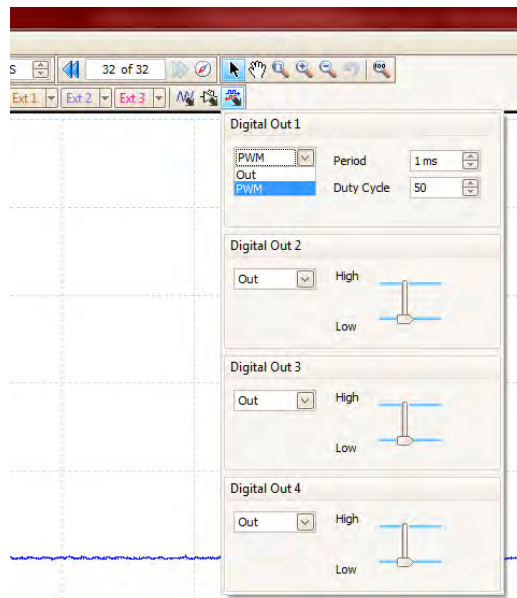 S 32 of 32
Ext 1 Ext 2 Ext 3
Digital Out 1
PWM Period 1 ms
Out
PWM Duty Cycle 50
Digital Out 2
Out High
Low
Digital Out 3
Out High
Low
Digital Out 4
Out High
Low